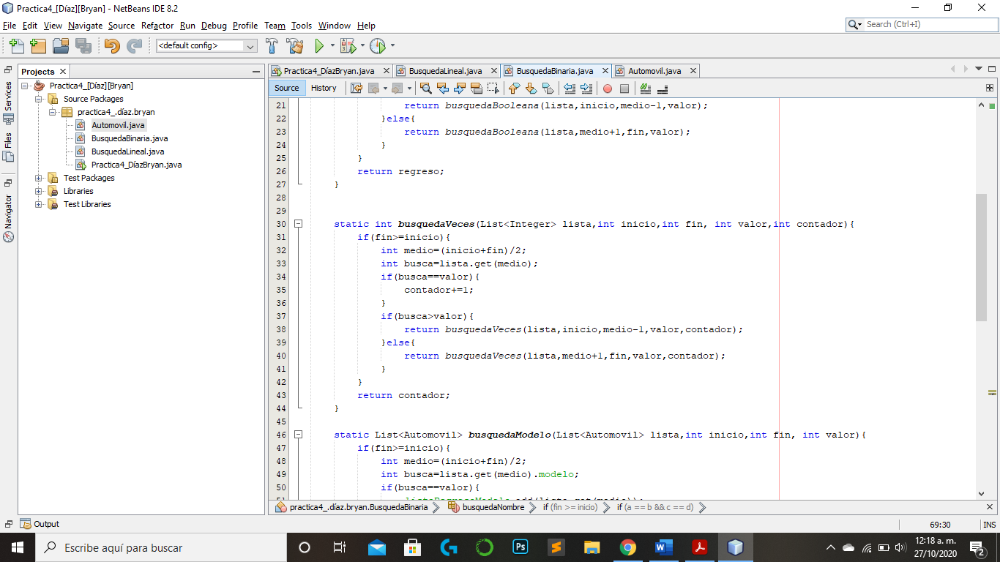 Practica4_[Díaz][Bryan] - NetBeans IDE 8.2
File Edit View Navigate Source Refactor Run Debug Profile Team Tools Window Help
Search (Ctrl+I)
<default config>
Projects
Services
Files
Navigator
Practica4_[Díaz][Bryan]
Source Packages
practica4_.díaz.bryan
Automovil.java
BusquedaBinaria.java
BusquedaLineal.java
Practica4_DíazBryan.java
Test Packages
Libraries
Test Libraries
Practica4_DíazBryan.java BusquedaLineal.java BusquedaBinaria.java Automovil.java
Source History
21 return busquedaBooleana(lista,inicio,medio-1,valor);
22 }else{
23 return busquedaBooleana(lista,medio+1,fin,valor);
24 }
25 }
26 return regreso;
27 }
28
29
30 static int busquedaVeces(List<Integer> lista,int inicio,int fin, int valor,int contador){
31 if(fin>=inicio){
32 int medio=(inicio+fin)/2;
33 int busca=lista.get(medio);
34 if(busca==valor){
35 contador+=1;
36 }
37 if(busca>valor){
38 return busquedaVeces(lista,inicio,medio-1,valor,contador);
39 }else{
40 return busquedaVeces(lista,medio+1,fin,valor,contador);
41 }
42 }
43 return contador;
44 }
45
46 static List<Automovil> busquedaModelo(List<Automovil> lista,int inicio,int fin, int valor){
47 if(fin>=inicio){
48 int medio=(inicio+fin)/2;
49 int busca=lista.get(medio).modelo;
50 if(busca==valor){
practica4_.díaz.bryan.BusquedaBinaria busquedaNombre if (fin >= inicio) if (a == b && c == d)
Output
69:30 INS
Escribe aquí para buscar
Ps
12:18 a. m.
27/10/2020
2